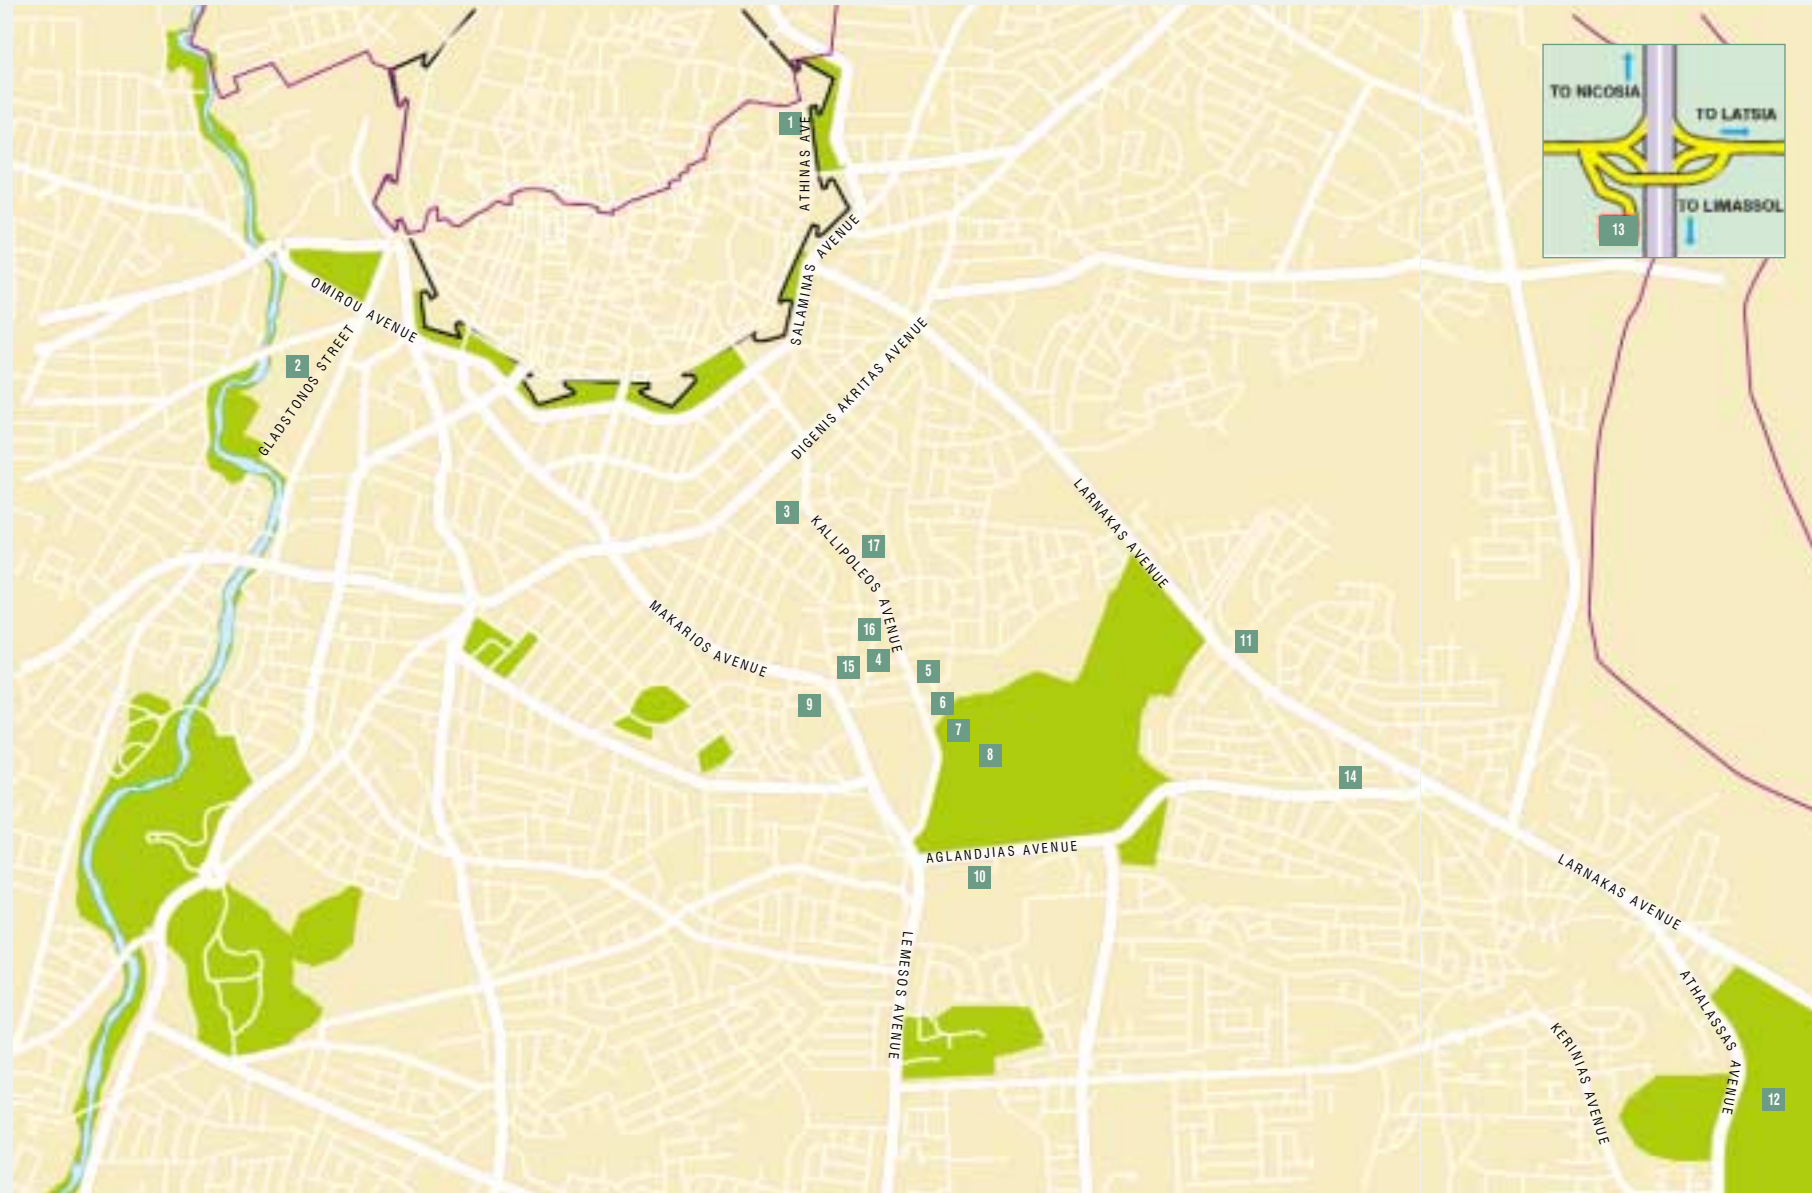 TO NICOSIA
TO LATSIA
TO LIMASSOL
13
1
ATHINAS AVE
SALAMINAS AVENUE
OMIROU AVENUE
2
GLADSTONOS STREET
DIGENIS AKRITAS AVENUE
3
KALLIPOLEOS AVENUE
17
LARNAKAS AVENUE
MAKARIOS AVENUE
16
15
4
5
11
9
6
7
8
14
AGLANDJIAS AVENUE
10
LARNAKAS AVENUE
LEMESOS AVENUE
ATHALASSAS AVENUE
KERINIAS AVENUE
12